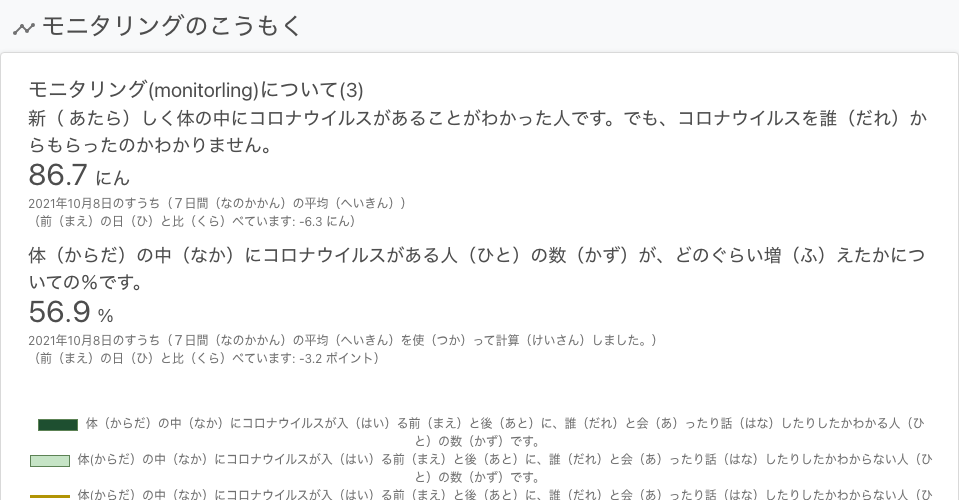 モニタリングのこうもく
モニタリング(monitorling)について(3)
新（ あたら）しく体の中にコロナウイルスがあることがわかった人です。でも、コロナウイルスを誰（だれ）か
らもらったのかわかりません。
86.7 にん
2021年10月8日のすうち（７日間（なのかかん）の平均（へいきん））
（前（まえ）の日（ひ）と比（くら）べています: -6.3 にん）
体（からだ）の中（なか）にコロナウイルスがある人（ひと）の数（かず）が、どのぐらい増（ふ）えたかにつ
いての%です。
56.9 %
2021年10月8日のすうち（７日間（なのかかん）の平均（へいきん）を使（つか）って計算（けいさん）しました。）
（前（まえ）の日（ひ）と比（くら）べています: -3.2 ポイント）
体（からだ）の中（なか）にコロナウイルスが入（はい）る前（まえ）と後（あと）に、誰（だれ）と会（あ）ったり話（はな）したりしたかわかる人（ひ
と）の数（かず）です。
体(からだ）の中（なか）にコロナウイルスが入（はい）る前（まえ）と後（あと）に、誰（だれ）と会（あ）ったり話（はな）したりしたかわからない人（ひ
と）の数（かず）です。
体(からだ）の中（なか）にコロナウイルスが入（はい）る前（まえ）と後（あと）に、誰（だれ）と会（あ）ったり話（はな）したりしたかわからない人（ひ